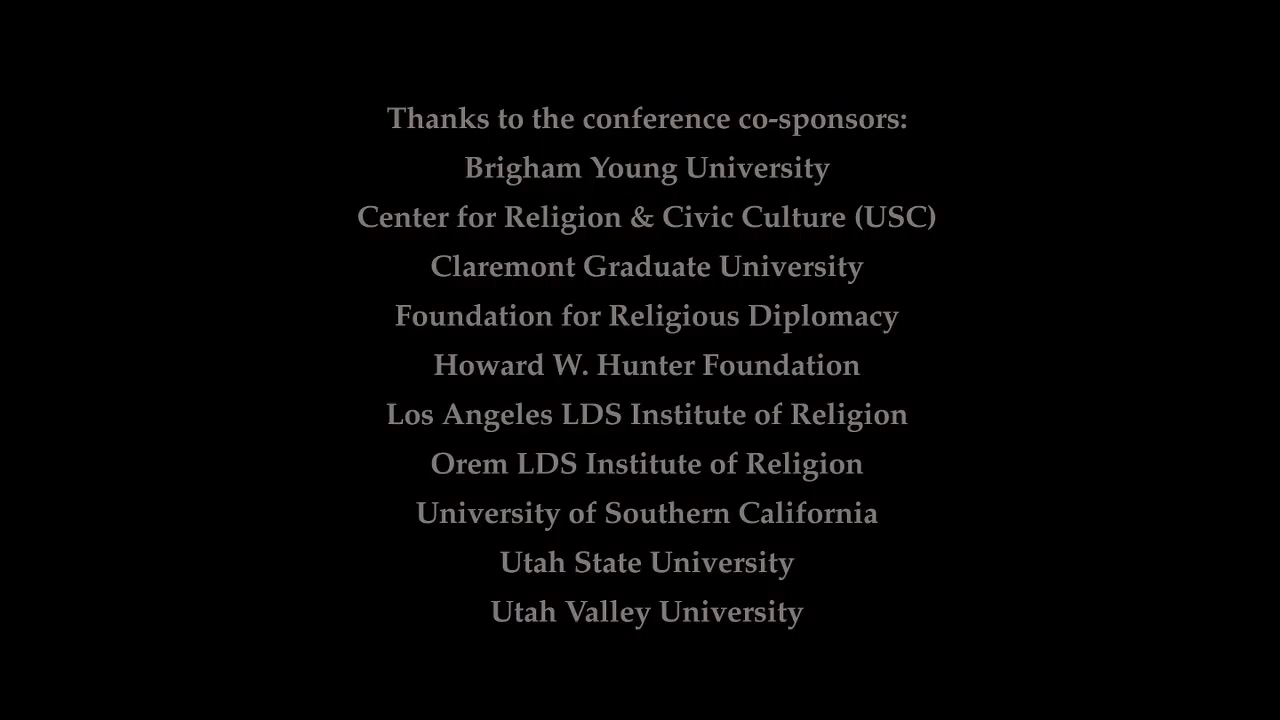 Thanks to the conference co-sponsors:
Brigham Young University
Center for Religion & Civic Culture (USC)
Claremont Graduate University
Foundation for Religious Diplomacy
Howard W. Hunter Foundation
Los Angeles LDS Institute of Religion
Orem LDS Institute of Religion
University of Southern California
Utah State University
Utah Valley University